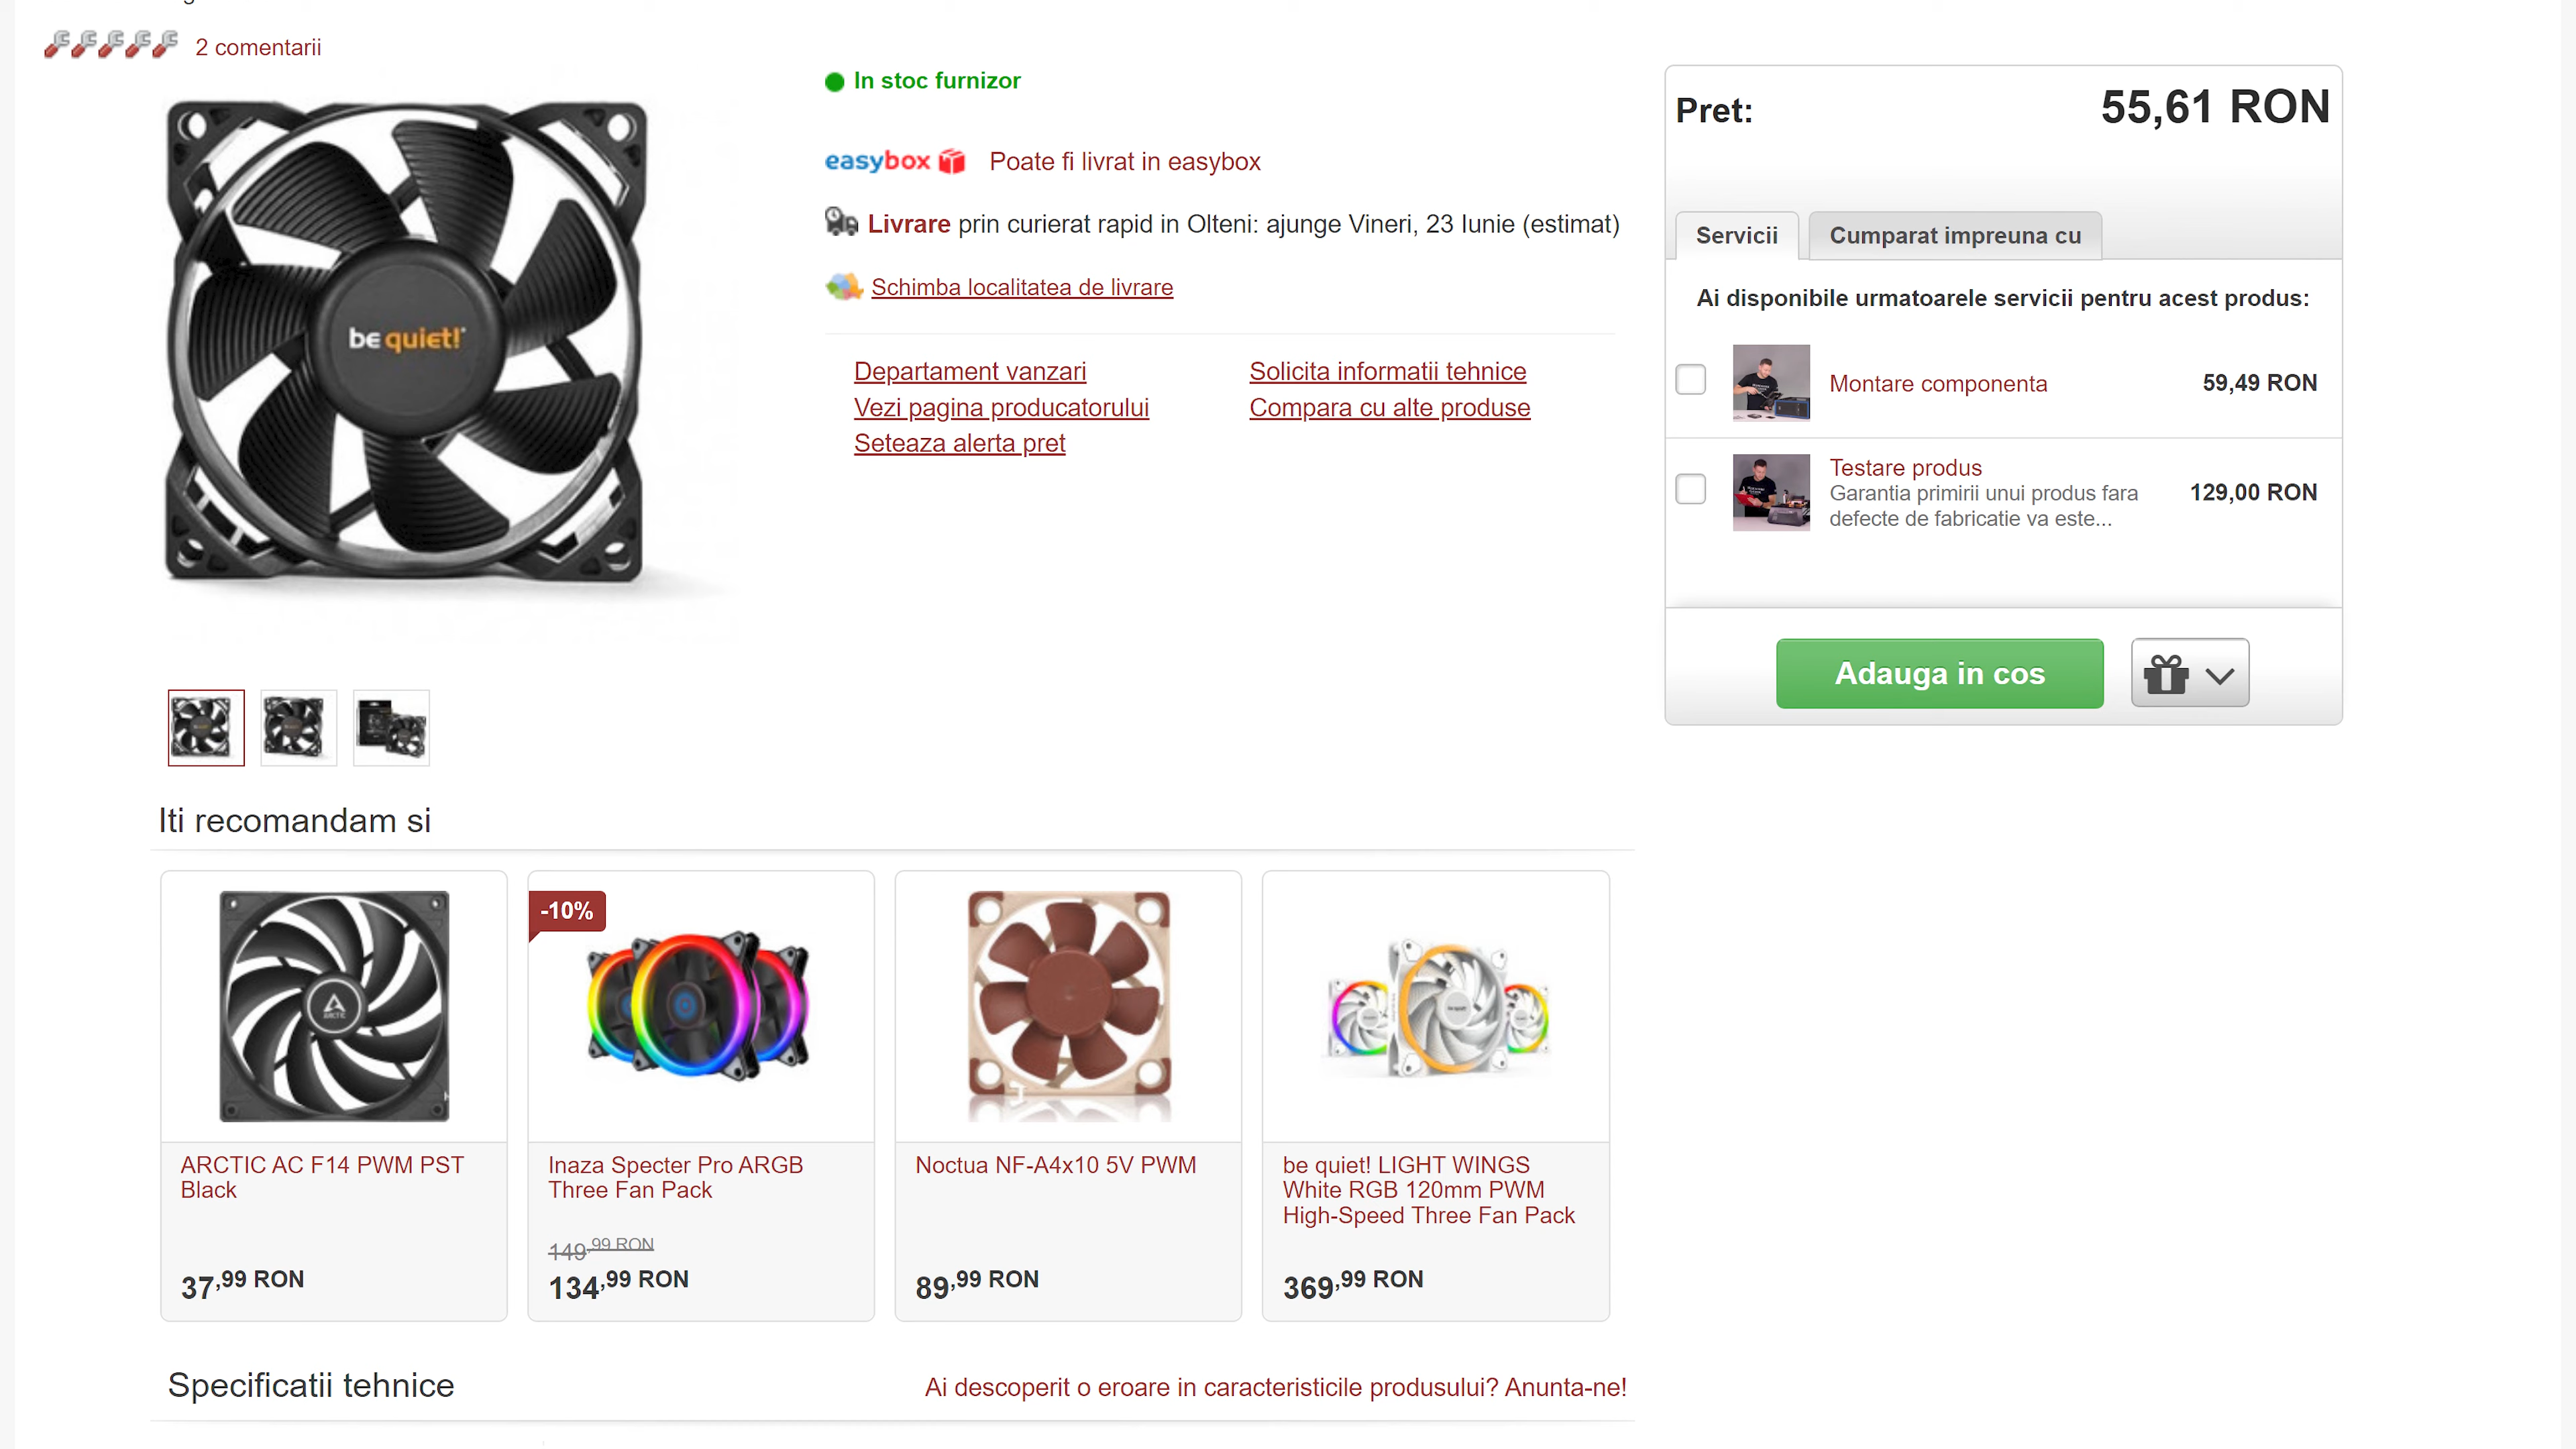 2 comentarii
In stoc furnizor
easybox Poate fi livrat in easybox
Livrare prin curierat rapid in Olteni: ajunge Vineri, 23 Iunie (estimat)
Schimba localitatea de livrare
Departament vanzari
Solicita informatii tehnice
Vezi pagina producatorului
Compara cu alte produse
Seteaza alerta pret
be quiet!
Pret: 55,61 RON
Servicii
Cumparat impreuna cu
Ai disponibile urmatoarele servicii pentru acest produs:
Montare componenta 59,49 RON
Testare produs
Garantia primirii unui produs fara
defecte de fabricatie va este...
129,00 RON
Adauga in cos
Iti recomandam si
ARCTIC
ARCTIC AC F14 PWM PST
Black
37,99 RON
-10%
Inaza Specter Pro ARGB
Three Fan Pack
149,99 RON
134,99 RON
Noctua NF-A4x10 5V PWM
89,99 RON
be quiet! LIGHT WINGS
White RGB 120mm PWM
High-Speed Three Fan Pack
369,99 RON
Specificatii tehnice
Ai descoperit o eroare in caracteristicile produsului? Anunta-ne!